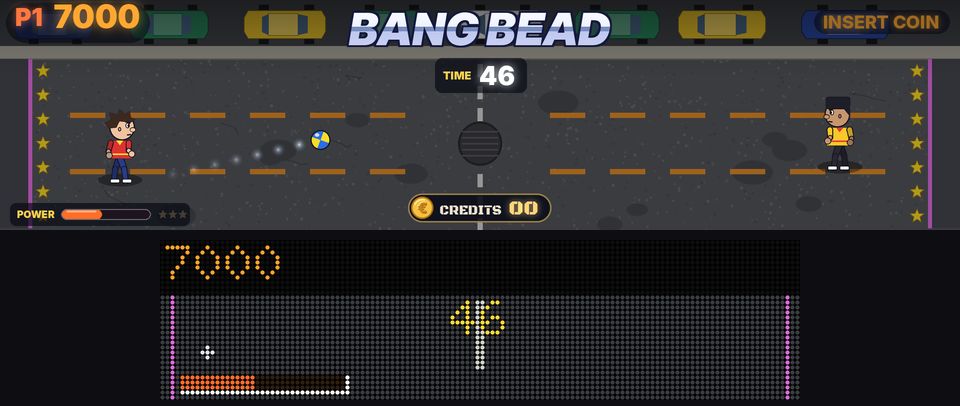 P1 7000
BANG BEAD
INSERT COIN
TIME 46
POWER
CREDITS 00
7000
46